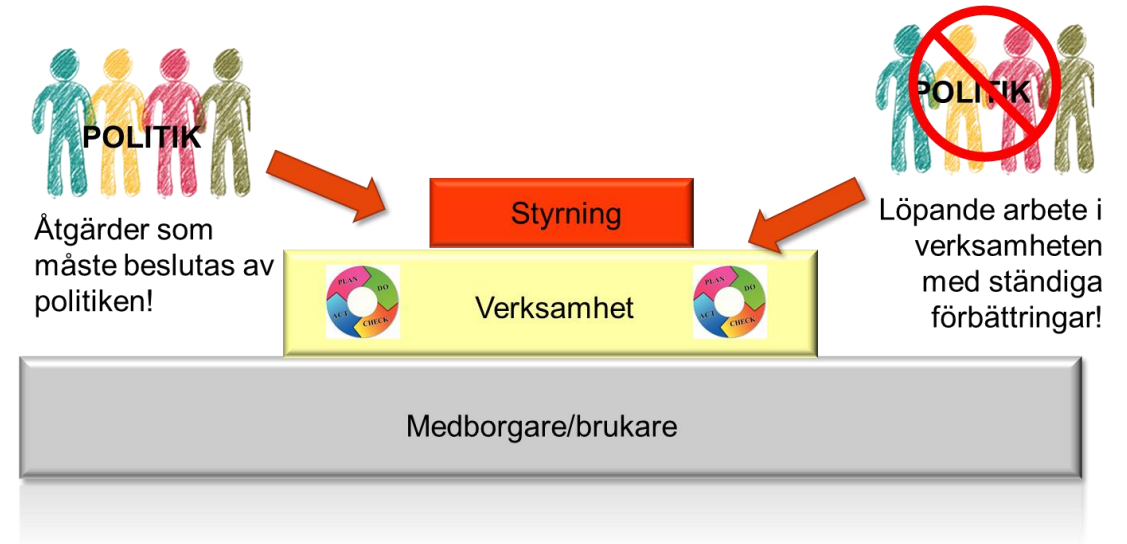 POLITIK
Åtgärder som
måste beslutas av
politiken!
POLITIK
Löpande arbete i
verksamheten
med ständiga
förbättringar!
Styrning
PLAN
DO
CHECK
ACT
Verksamhet
PLAN
DO
CHECK
ACT
Medborgare/brukare